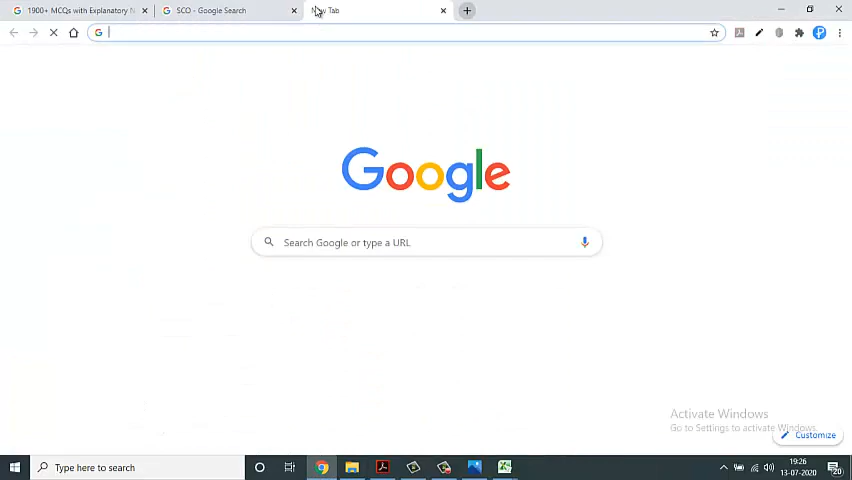 1900+ MCQs with Explanatory N
SCO - Google Search
New Tab
Google
Search Google or type a URL
Activate Windows
Go to Settings to activate Windows.
Customize
Type here to search
19:26
13-07-2020
20